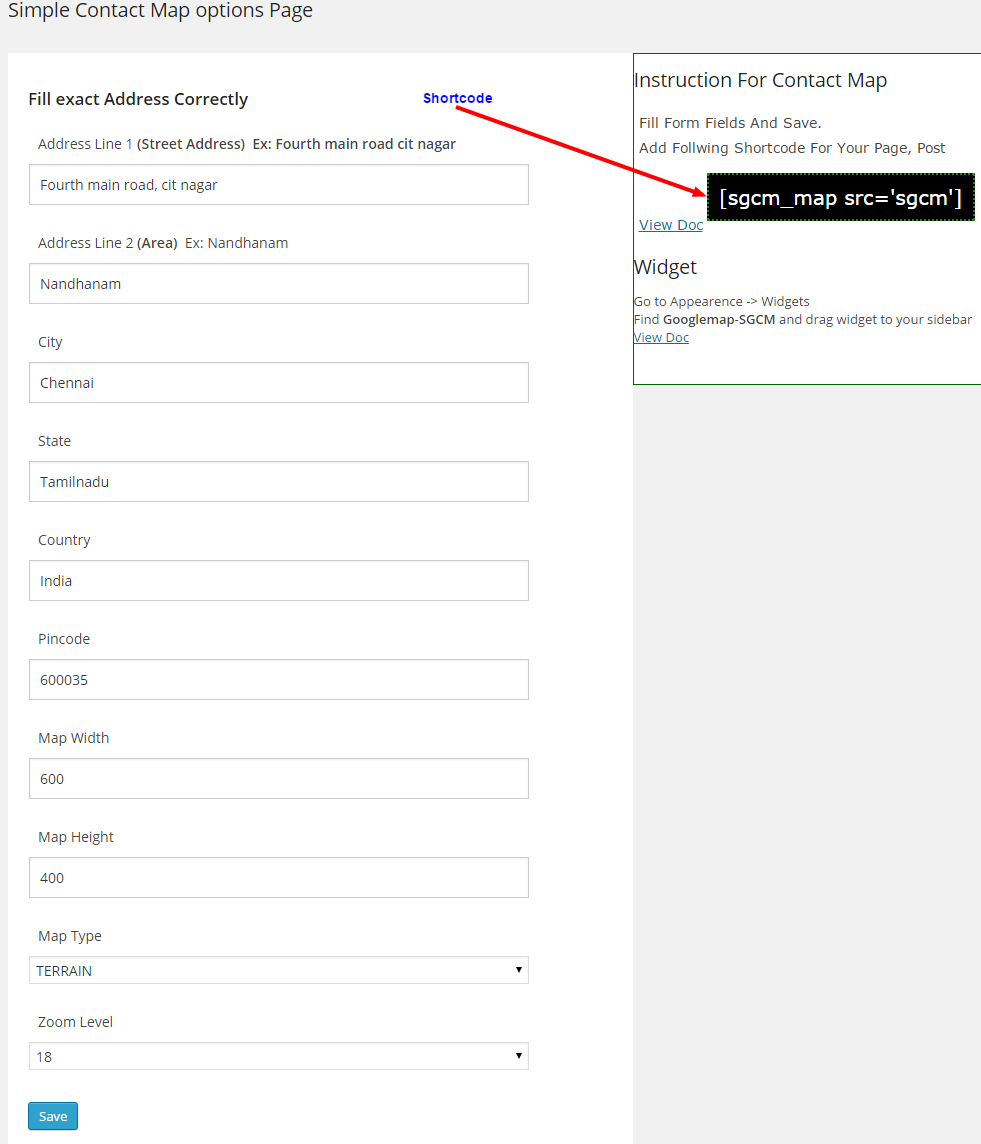 Simple Contact Map options Page
Fill exact Address Correctly
Shortcode
Address Line 1 (Street Address) Ex: Fourth main road cit nagar
Fourth main road, cit nagar
Address Line 2 (Area) Ex: Nandhanam
Nandhanam
City
Chennai
State
Tamilnadu
Country
India
Pincode
600035
Map Width
600
Map Height
400
Map Type
TERRAIN
Zoom Level
18
Save
Instruction For Contact Map
Fill Form Fields And Save.
Add Follwing Shortcode For Your Page, Post
[sgcm_map src='sgcm']
View Doc
Widget
Go to Appearence -> Widgets
Find Googlemap-SGCM and drag widget to your sidebar
View Doc